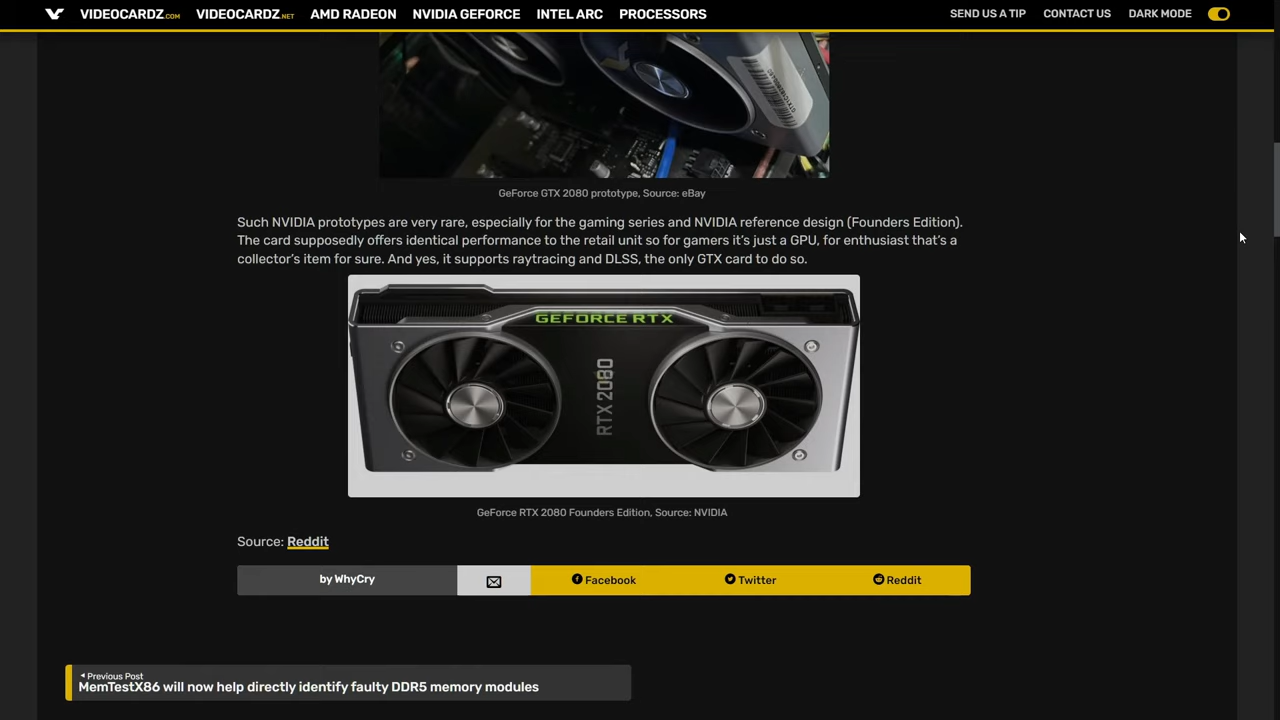 VIDEOCARDZ.COM VIDEOCARDZ.NET AMD RADEON NVIDIA GEFORCE INTEL ARC PROCESSORS SEND US A TIP CONTACT US DARK MODE
GeForce GTX 2080 prototype, Source: eBay
Such NVIDIA prototypes are very rare, especially for the gaming series and NVIDIA reference design (Founders Edition).
The card supposedly offers identical performance to the retail unit so for gamers it’s just a GPU, for enthusiast that’s a
collector’s item for sure. And yes, it supports raytracing and DLSS, the only GTX card to do so.
GEFORCE RTX
RTX 2080
GeForce RTX 2080 Founders Edition, Source: NVIDIA
Source: Reddit
by WhyCry Facebook Twitter Reddit
Previous Post
MemTestX86 will now help directly identify faulty DDR5 memory modules